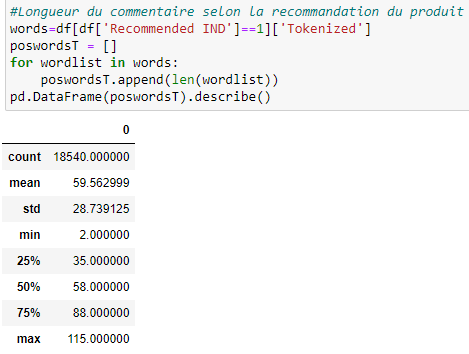 #Longueur du commentaire selon la recommandation du produit
words=df[df['Recommended IND']==1]['Tokenized']
poswordsT = []
for wordlist in words:
    poswordsT.append(len(wordlist))
pd.DataFrame(poswordsT).describe()
0
count 18540.000000
mean 59.562999
std 28.739125
min 2.000000
25% 35.000000
50% 58.000000
75% 88.000000
max 115.000000